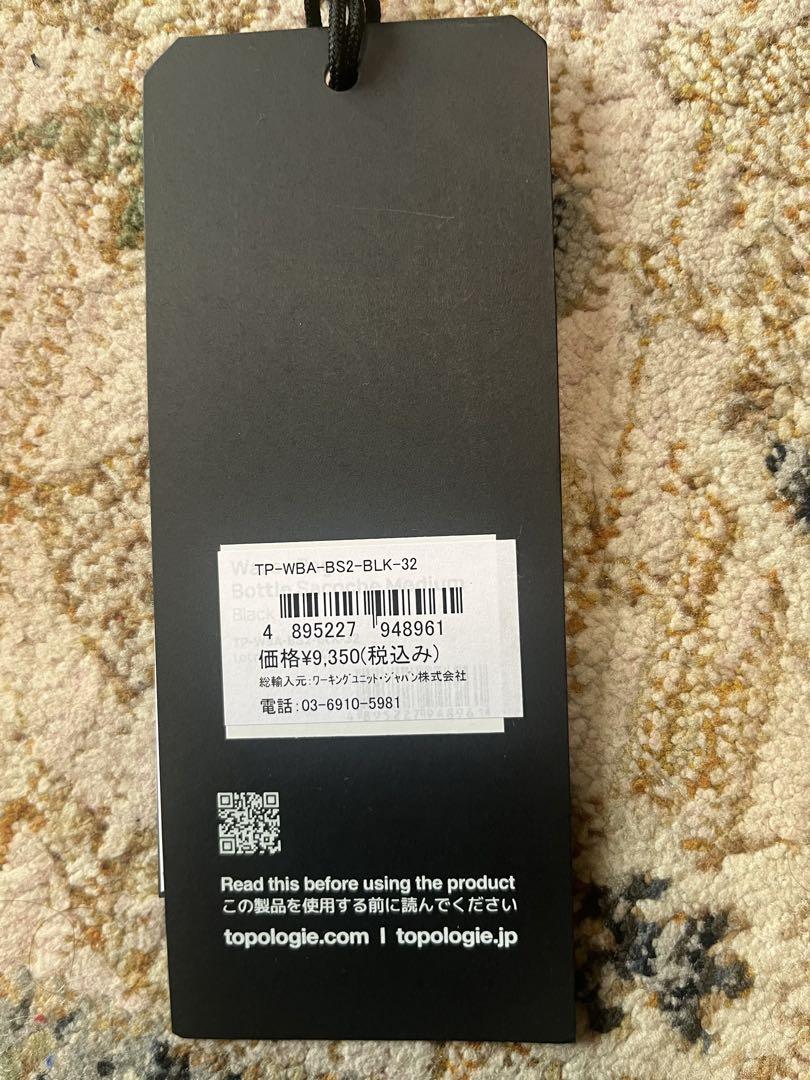 TP-WBA-BS2-BLK-32
4 895227 948961
価格¥9,350(税込み)
総輸入元:ワーキングユニット・ジャパン株式会社
電話:03-6910-5981
Bottle Sacoche Medium
Black
Read this before using the product
この製品を使用する前に読んでください
topologie.com | topologie.jp